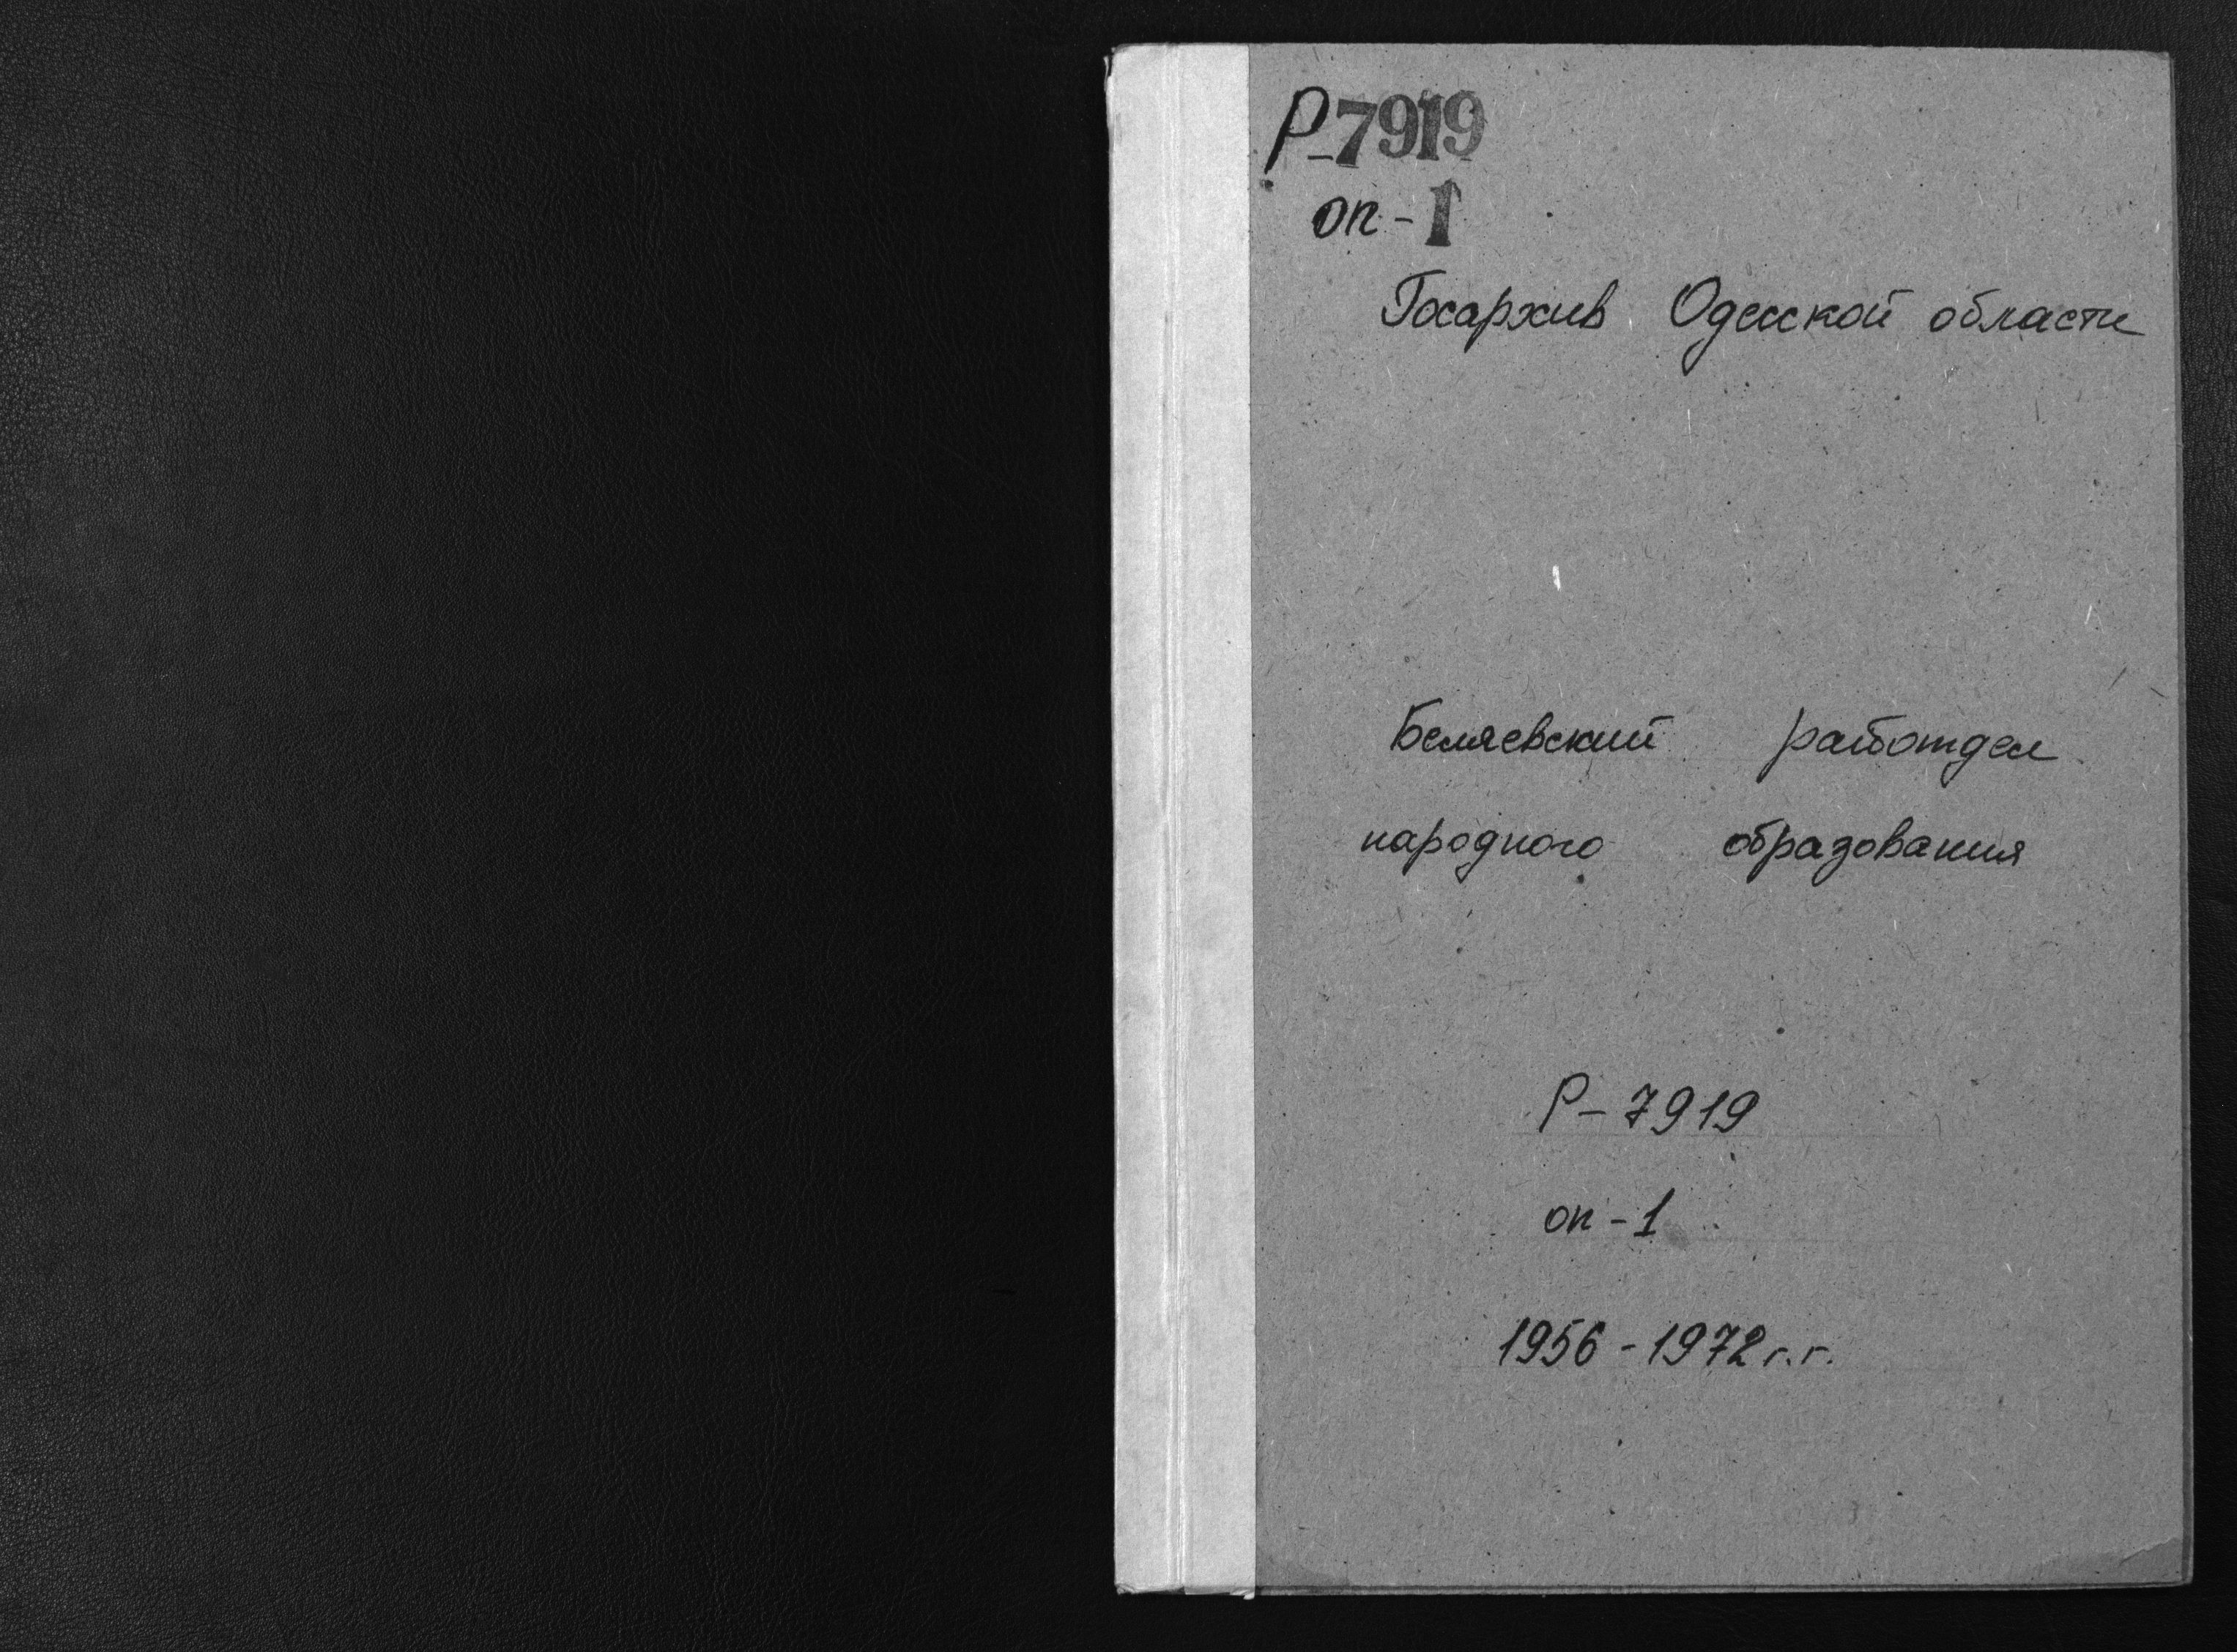 Р-7919
оп-1
Госархив Одесской области
Беляевский райотдел
народного образования
Р-7919
оп-1
1956-1972 г.г.